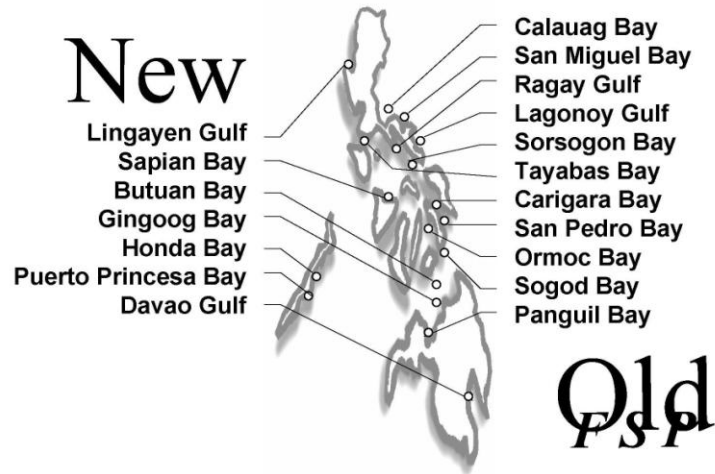 New
Lingayen Gulf
Sapian Bay
Butuan Bay
Gingoog Bay
Honda Bay
Puerto Princesa Bay
Davao Gulf
Calauag Bay
San Miguel Bay
Ragay Gulf
Lagonoy Gulf
Sorsogon Bay
Tayabas Bay
Carigara Bay
San Pedro Bay
Ormoc Bay
Sogod Bay
Panguil Bay
Old
FSP